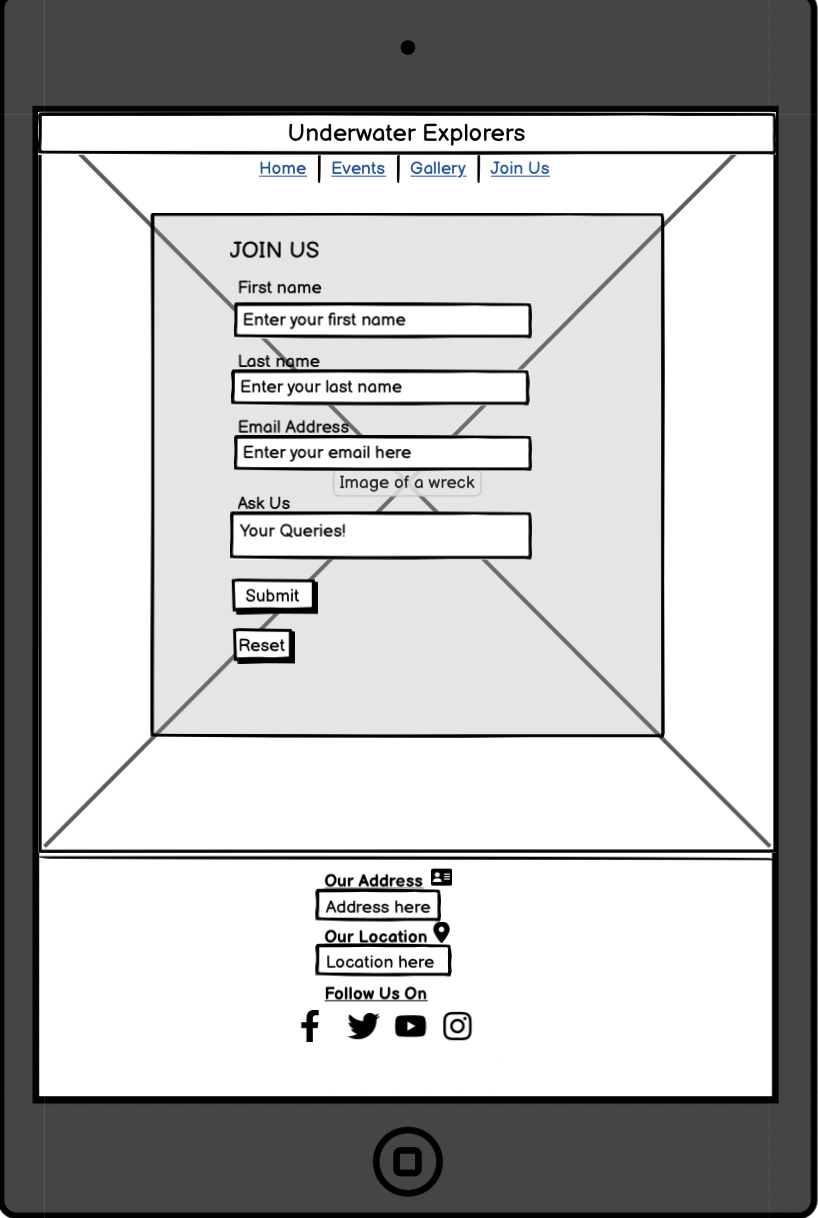 Underwater Explorers
Home Events Gallery Join Us
JOIN US
First name
Enter your first name
Last name
Enter your last name
Email Address
Enter your email here
Image of a wreck
Ask Us
Your Queries!
Submit
Reset
Our Address
Address here
Our Location
Location here
Follow Us On